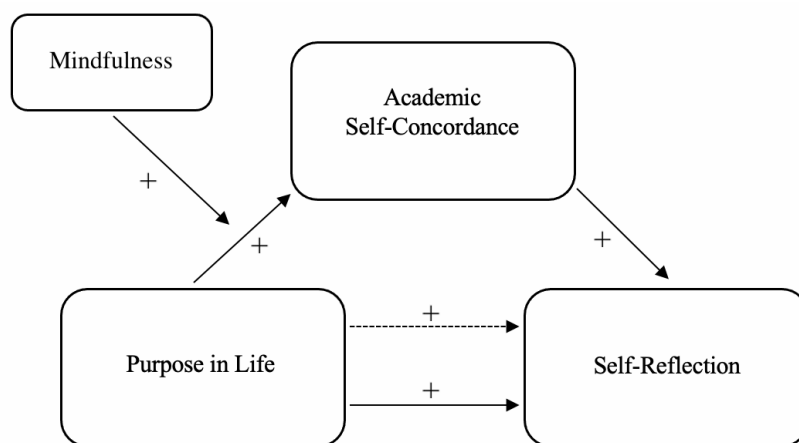 Mindfulness
Academic
Self-Concordance
+
+
+
+
Purpose in Life
Self-Reflection
+